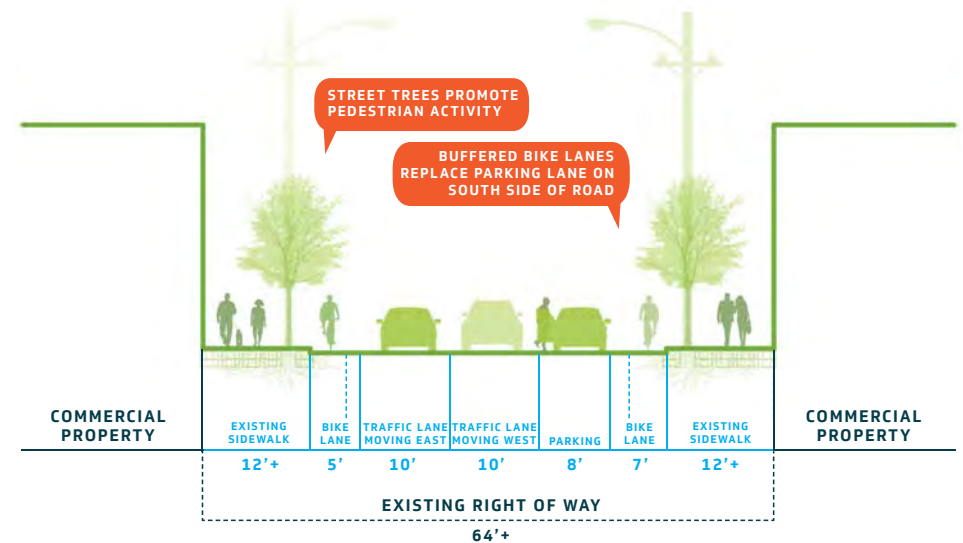 STREET TREES PROMOTE
PEDESTRIAN ACTIVITY
BUFFERED BIKE LANES
REPLACE PARKING LANE ON
SOUTH SIDE OF ROAD
COMMERCIAL
PROPERTY
EXISTING
SIDEWALK
12’+
BIKE
LANE
5’
TRAFFIC LANE
MOVING EAST
10’
TRAFFIC LANE
MOVING WEST
10’
PARKING
8’
BIKE
LANE
7’
EXISTING
SIDEWALK
12’+
COMMERCIAL
PROPERTY
EXISTING RIGHT OF WAY
64’+